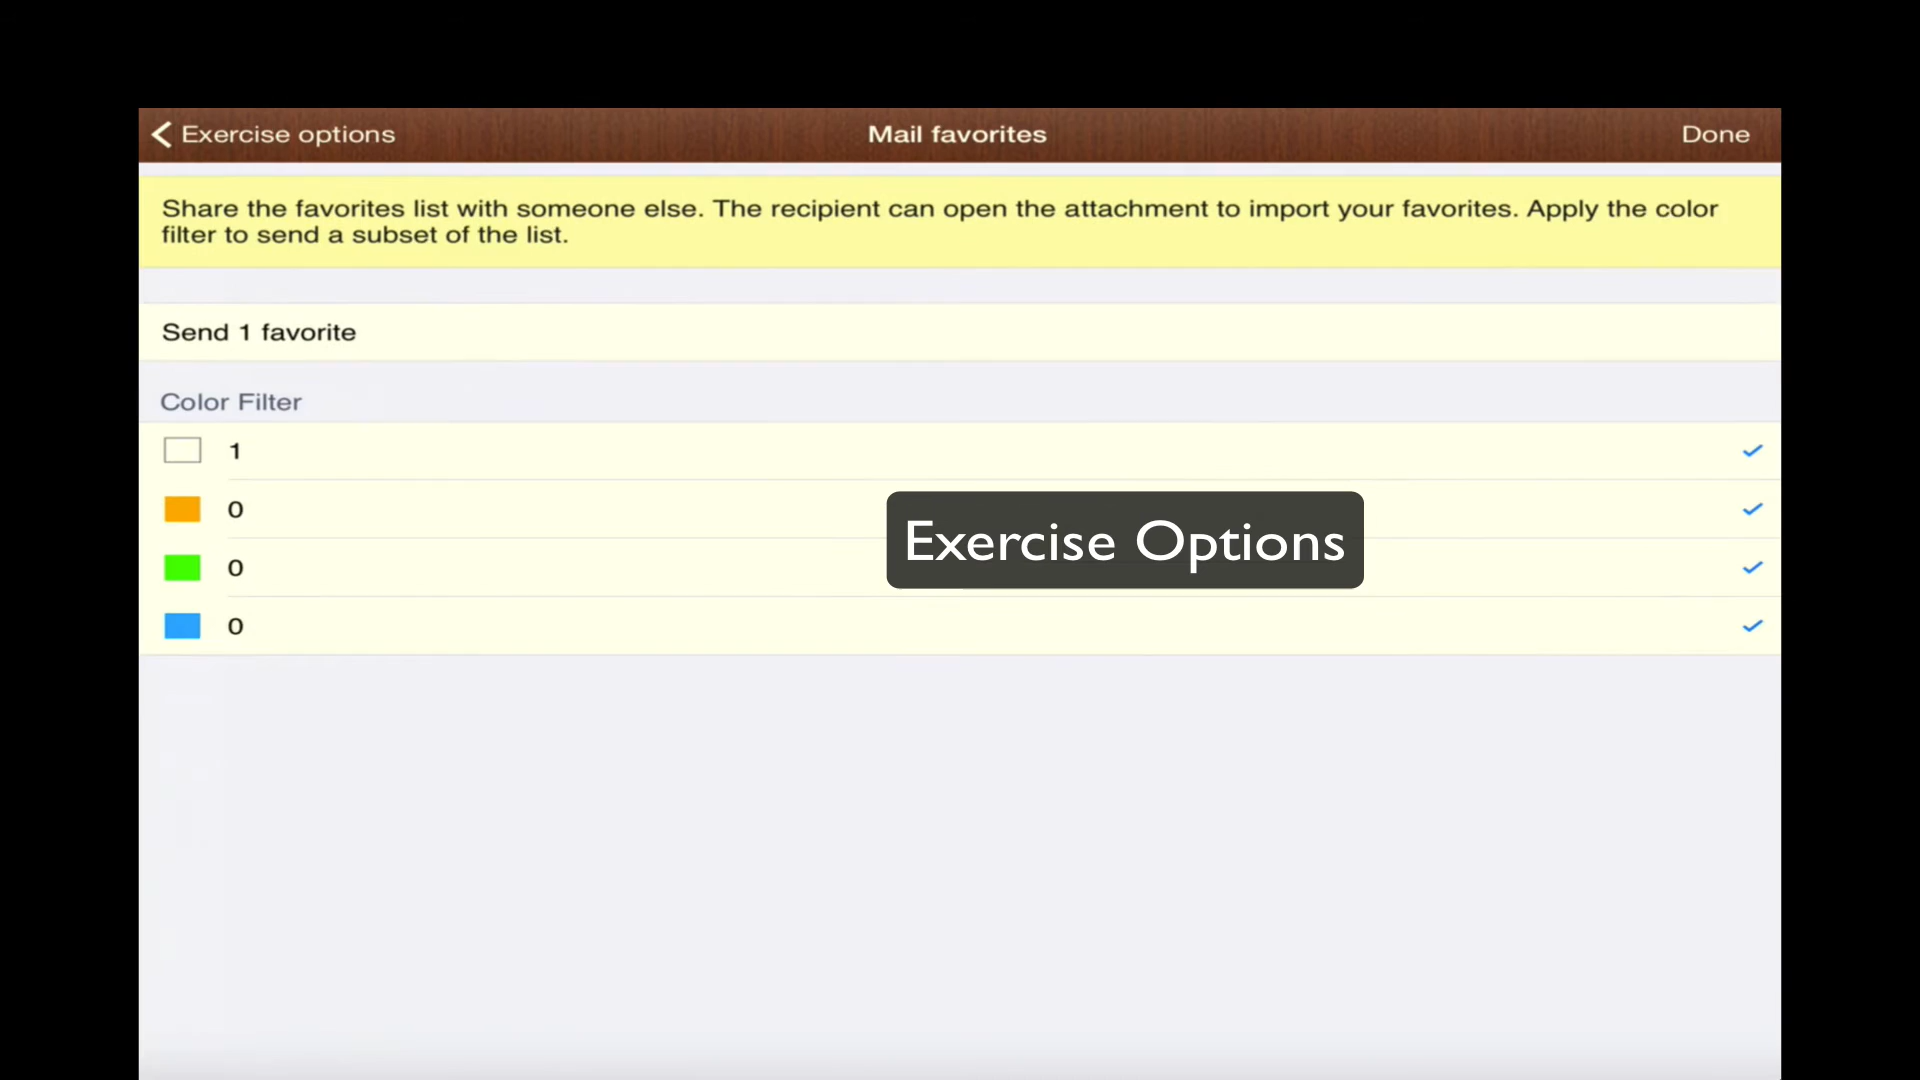 Exercise options
Mail favorites
Done
Share the favorites list with someone else. The recipient can open the attachment to import your favorites. Apply the color
filter to send a subset of the list.
Send 1 favorite
Color Filter
1
0
Exercise Options
0
0